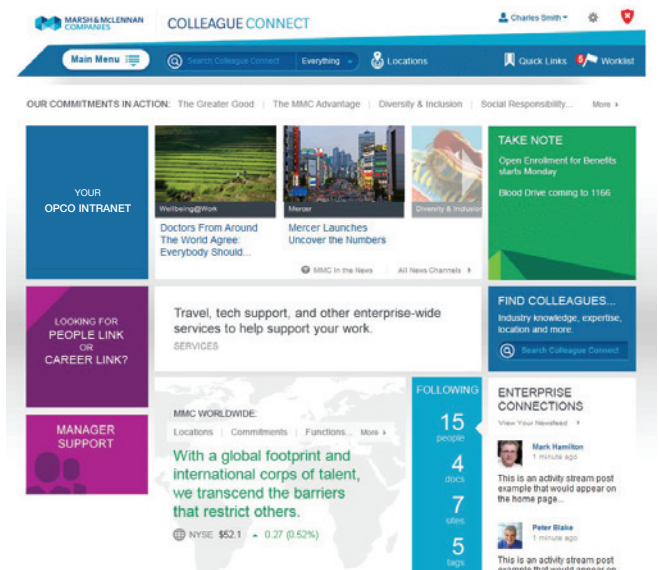 MARSH & MCLENNAN
COMPANIES
COLLEAGUE CONNECT
Charles Smith
Main Menu
Search Colleague Connect
Everything
Locations
Quick Links
5
Worklist
OUR COMMITMENTS IN ACTION: The Greater Good | The MMC Advantage | Diversity & Inclusion | Social Responsibility... More
YOUR
OPCO INTRANET
Wellbeing@Work
Doctors From Around
The World Agree:
Everybody Should...
Mercer
Mercer Launches
Uncover the Numbers
Diversity & Inclusion
MMC In the News
All News Channels
TAKE NOTE
Open Enrollment for Benefits
starts Monday
Blood Drive coming to 1166
LOOKING FOR
PEOPLE LINK
OR
CAREER LINK?
Travel, tech support, and other enterprise-wide
services to help support your work.
SERVICES
FIND COLLEAGUES...
Industry knowledge, expertise,
location and more.
Search Colleague Connect
MANAGER
SUPPORT
MMC WORLDWIDE:
Locations | Commitments | Functions... More
With a global footprint and
international corps of talent,
we transcend the barriers
that restrict others.
NYSE $52.1 0.27 (0.52%)
FOLLOWING
15
people
4
docs
7
sites
5
tags
ENTERPRISE
CONNECTIONS
View Your Newsfeed
Mark Hamilton
1 minute ago
This is an activity stream post
example that would appear on
the home page...
Peter Blake
1 minute ago
This is an activity stream post
example that would appear on